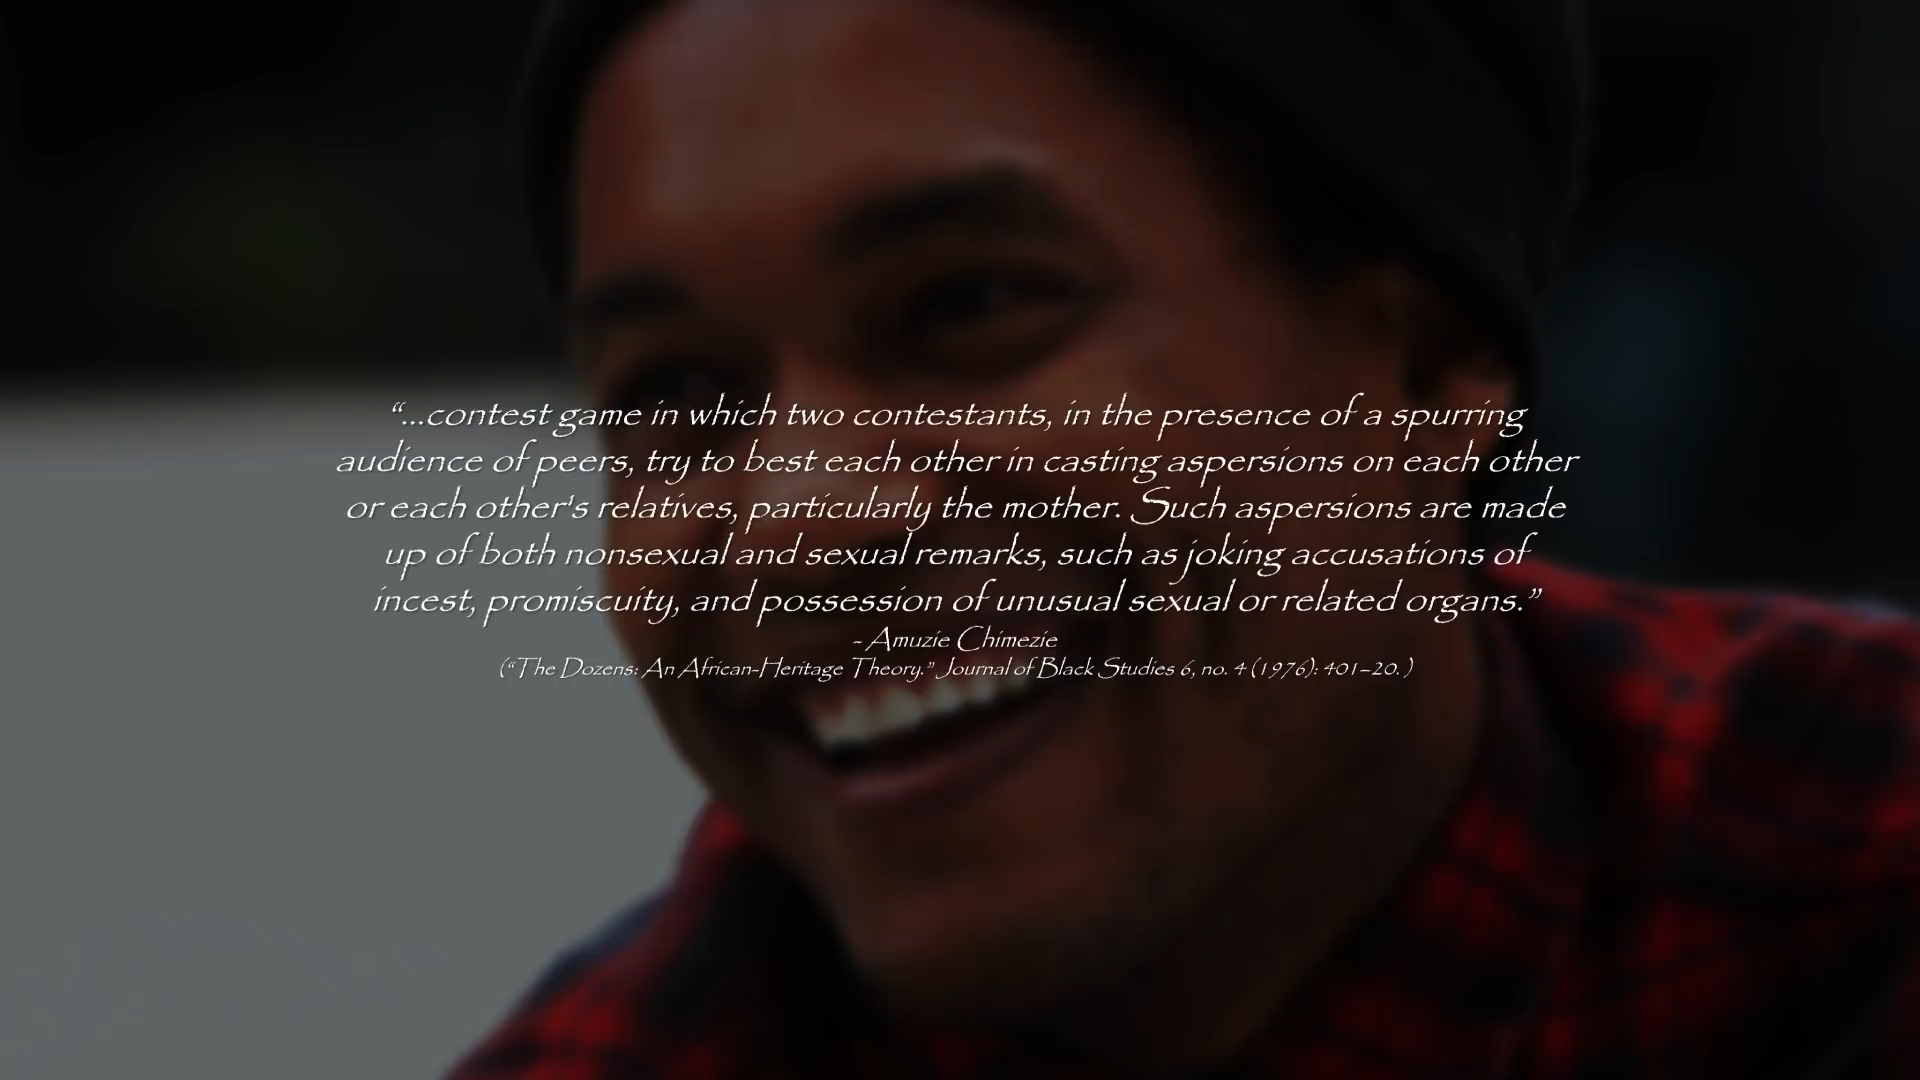 “...contest game in which two contestants, in the presence of a spurring
audience of peers, try to best each other in casting aspersions on each other
or each other's relatives, particularly the mother. Such aspersions are made
up of both nonsexual and sexual remarks, such as joking accusations of
incest, promiscuity, and possession of unusual sexual or related organs.”
- Amuzie Chimezie
(“The Dozens: An African-Heritage Theory.” Journal of Black Studies 6, no. 4 (1976): 401–20. )